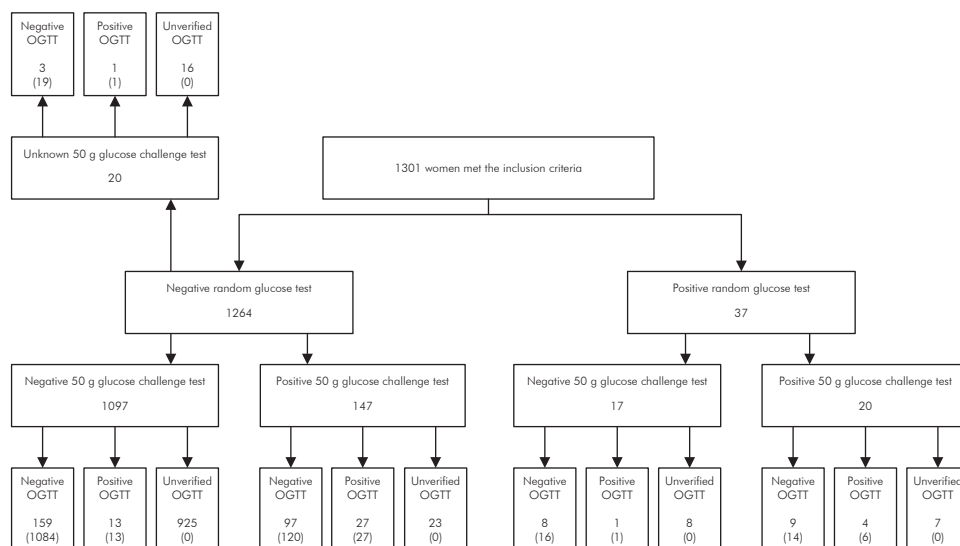 Negative
OGTT
3
(19)
Positive
OGTT
1
(1)
Unverified
OGTT
16
(0)
Unknown 50 g glucose challenge test
20
1301 women met the inclusion criteria
Negative random glucose test
1264
Positive random glucose test
37
Negative 50 g glucose challenge test
1097
Positive 50 g glucose challenge test
147
Negative 50 g glucose challenge test
17
Positive 50 g glucose challenge test
20
Negative
OGTT
159
(1084)
Positive
OGTT
13
(13)
Unverified
OGTT
925
(0)
Negative
OGTT
97
(120)
Positive
OGTT
27
(27)
Unverified
OGTT
23
(0)
Negative
OGTT
8
(16)
Positive
OGTT
1
(1)
Unverified
OGTT
8
(0)
Negative
OGTT
9
(14)
Positive
OGTT
4
(6)
Unverified
OGTT
7
(0)